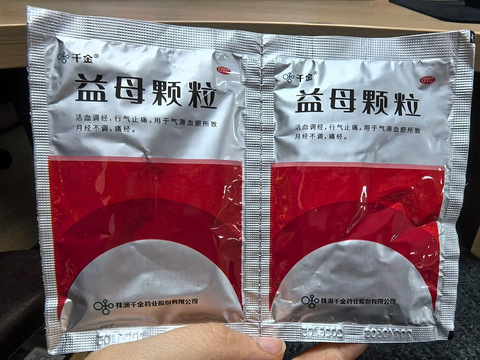 千金®
OTC
益母颗粒
活血调经,行气止痛。用于气滞血瘀所致
月经不调,痛经。
株洲千金药业股份有限公司
千金®
OTC
益母颗粒
活血调经,行气止痛。用于气滞血瘀所致
月经不调,痛经。
株洲千金药业股份有限公司